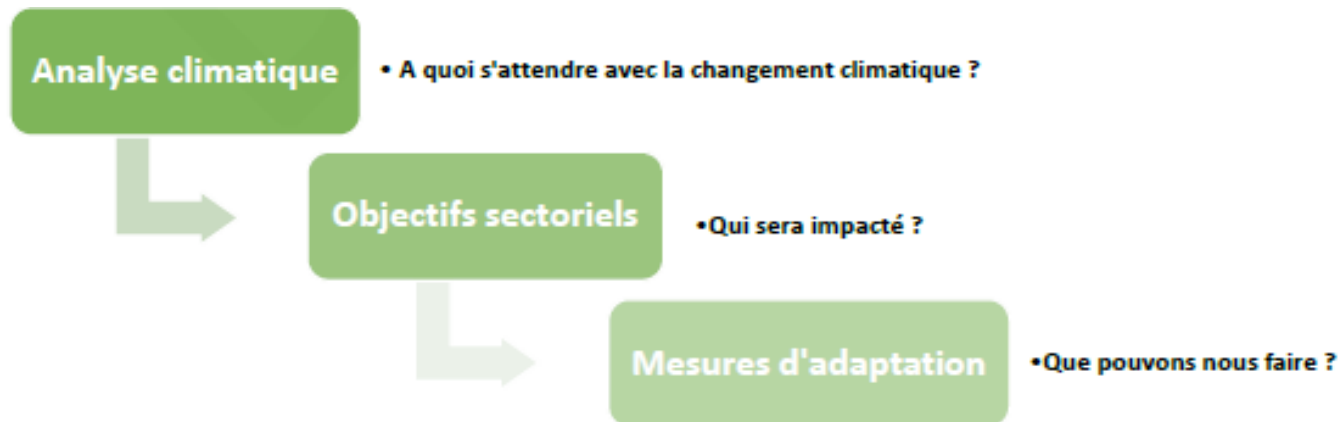 Analyse climatique
• A quoi s'attendre avec la changement climatique ?
Objectifs sectoriels
•Qui sera impacté ?
Mesures d'adaptation
•Que pouvons nous faire ?